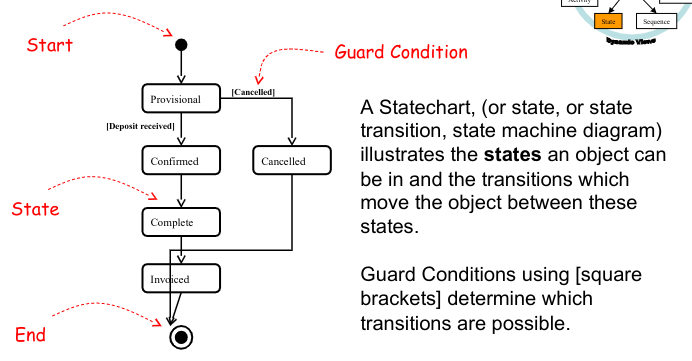 Activity
State
Sequence
Dynamic Views
Start
Guard Condition
Provisional
[Cancelled]
[Deposit received]
Confirmed
Cancelled
State
Complete
Invoiced
End
A Statechart, (or state, or state
transition, state machine diagram)
illustrates the states an object can
be in and the transitions which
move the object between these
states.
Guard Conditions using [square
brackets] determine which
transitions are possible.